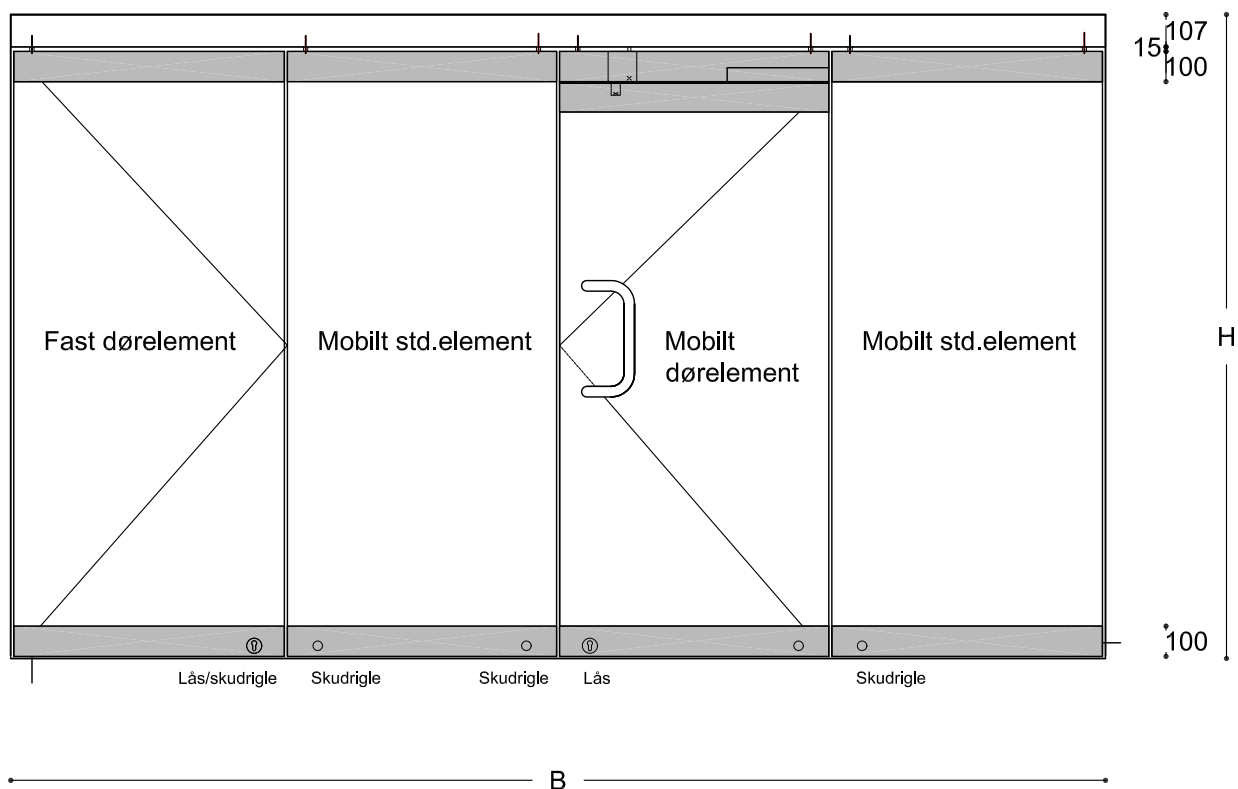 107
15
100
H
Fast dørelement
Mobilt std.element
Mobilt
dørelement
Mobilt std.element
100
Lås/skudrigle
Skudrigle
Skudrigle
Lås
Skudrigle
B